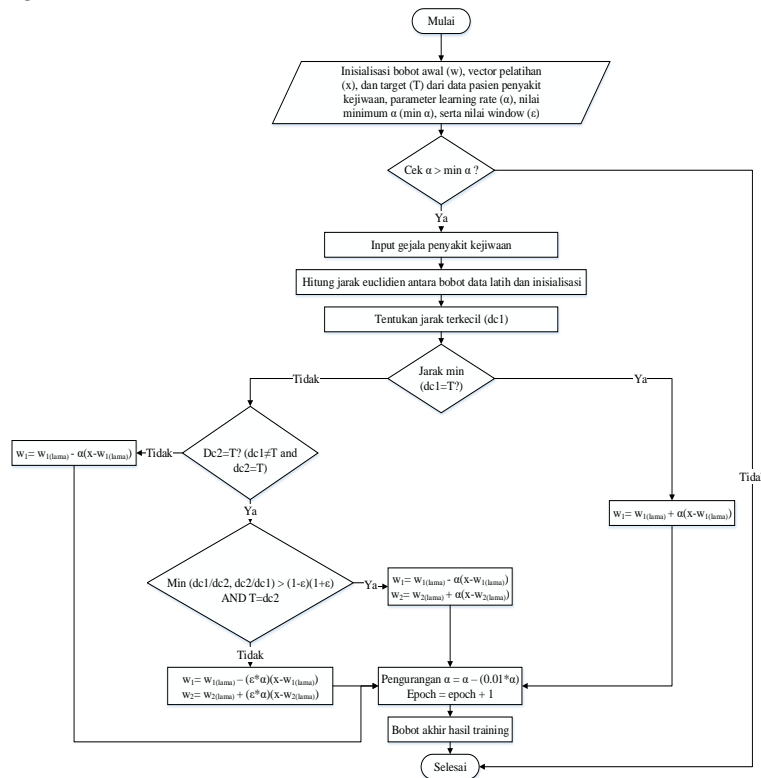 Mulai
Inisialisasi bobot awal (w), vector pelatihan
(x), dan target (T) dari data pasien penyakit
kejiwaan, parameter learning rate (α), nilai
minimum α (min α), serta nilai window (ε)
Cek α > min α ?
Ya
Input gejala penyakit kejiwaan
Hitung jarak euclidien antara bobot data latih dan inisialisasi
Tentukan jarak terkecil (dc1)
Jarak min
(dc1=T?)
Tidak
Ya
Dc2=T? (dc1≠T and
dc2=T)
Tidak
w₁= w₁₍ₗₐₘₐ₎ - α(x-w₁₍ₗₐₘₐ₎)
Tidak
w₁= w₁₍ₗₐₘₐ₎ + α(x-w₁₍ₗₐₘₐ₎)
Ya
Min (dc1/dc2, dc2/dc1) > (1-ε)(1+ε)
AND T=dc2
Ya
w₁= w₁₍ₗₐₘₐ₎ - α(x-w₁₍ₗₐₘₐ₎)
w₂= w₂₍ₗₐₘₐ₎ + α(x-w₂₍ₗₐₘₐ₎)
Tidak
w₁= w₁₍ₗₐₘₐ₎ – (ε*α)(x-w₁₍ₗₐₘₐ₎)
w₂= w₂₍ₗₐₘₐ₎ + (ε*α)(x-w₂₍ₗₐₘₐ₎)
Pengurangan α = α – (0.01*α)
Epoch = epoch + 1
Bobot akhir hasil training
Selesai